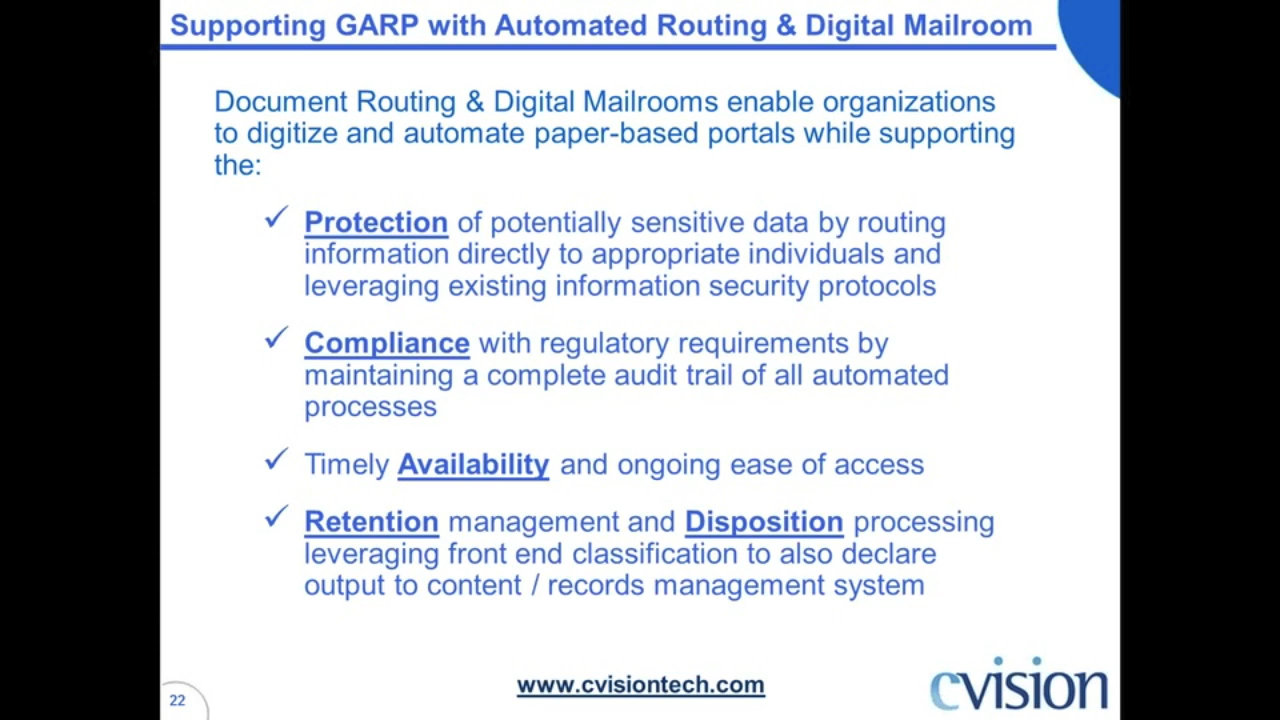 Supporting GARP with Automated Routing & Digital Mailroom
Document Routing & Digital Mailrooms enable organizations
to digitize and automate paper-based portals while supporting
the:
✓ Protection of potentially sensitive data by routing
information directly to appropriate individuals and
leveraging existing information security protocols
✓ Compliance with regulatory requirements by
maintaining a complete audit trail of all automated
processes
✓ Timely Availability and ongoing ease of access
✓ Retention management and Disposition processing
leveraging front end classification to also declare
output to content / records management system
22
www.cvisiontech.com
cvision